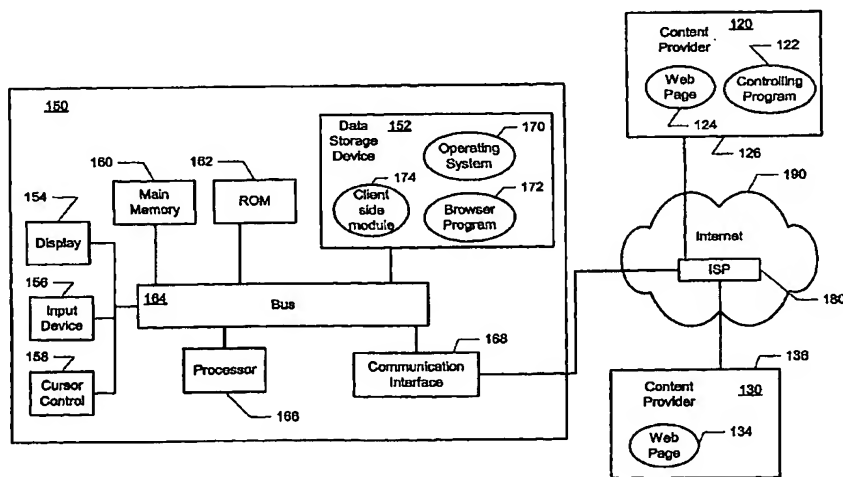 150
160
Main
Memory
162
ROM
Data
Storage
Device
152
170
Operating
System
174
Client
side
module
172
Browser
Program
154
Display
156
Input
Device
158
Cursor
Control
164
Bus
Processor
166
168
Communication
Interface
Content
Provider
120
122
Web
Page
124
Controlling
Program
126
190
Internet
ISP
180
136
Content
Provider
130
Web
Page
134